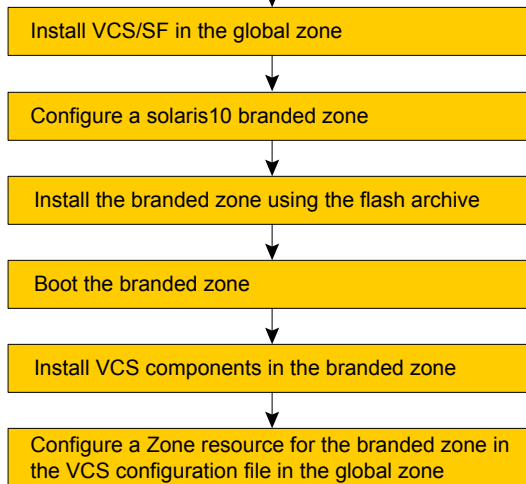 Install VCS/SF in the global zone
Configure a solaris10 branded zone
Install the branded zone using the flash archive
Boot the branded zone
Install VCS components in the branded zone
Configure a Zone resource for the branded zone in
the VCS configuration file in the global zone